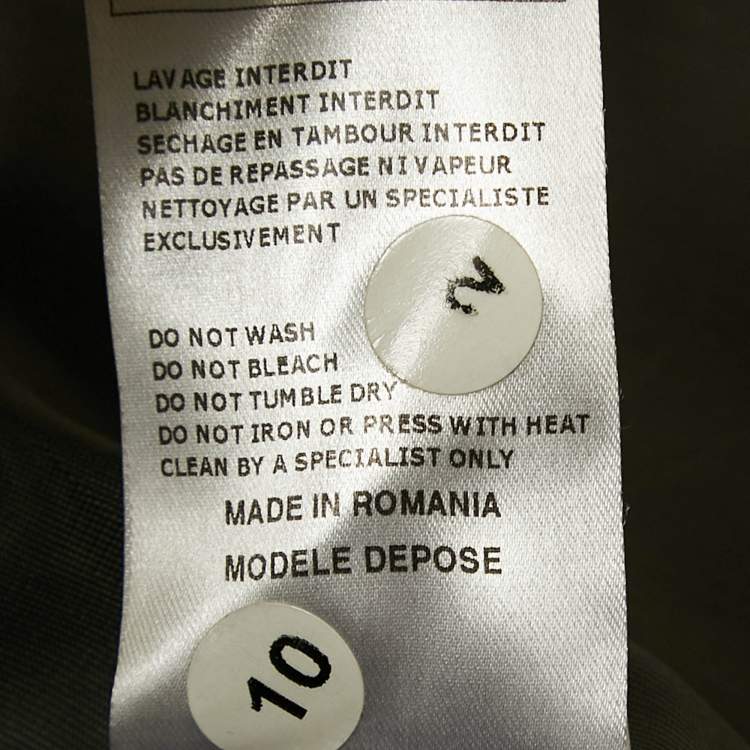 LAVAGE INTERDIT
BLANCHIMENT INTERDIT
SECHAGE EN TAMBOUR INTERDIT
PAS DE REPASSAGE NI VAPEUR
NETTOYAGE PAR UN SPECIALISTE
EXCLUSIVEMENT
2
DO NOT WASH
DO NOT BLEACH
DO NOT TUMBLE DRY
DO NOT IRON OR PRESS WITH HEAT
CLEAN BY A SPECIALIST ONLY
MADE IN ROMANIA
MODELE DEPOSE
10